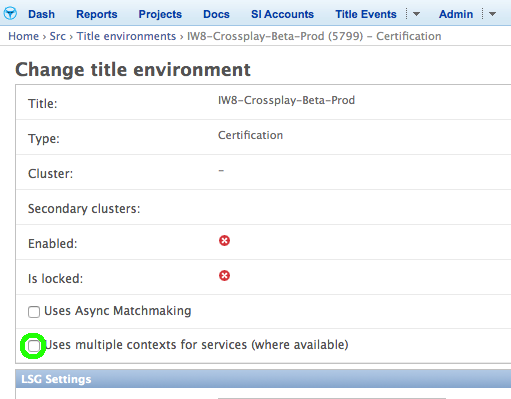 Dash Reports Projects Docs SI Accounts Title Events Admin
Home › Src › Title environments › IW8-Crossplay-Beta-Prod (5799) – Certification
Change title environment
Title: IW8-Crossplay-Beta-Prod
Type: Certification
Cluster: –
Secondary clusters:
Enabled:
Is locked:
Uses Async Matchmaking
Uses multiple contexts for services (where available)
LSG Settings